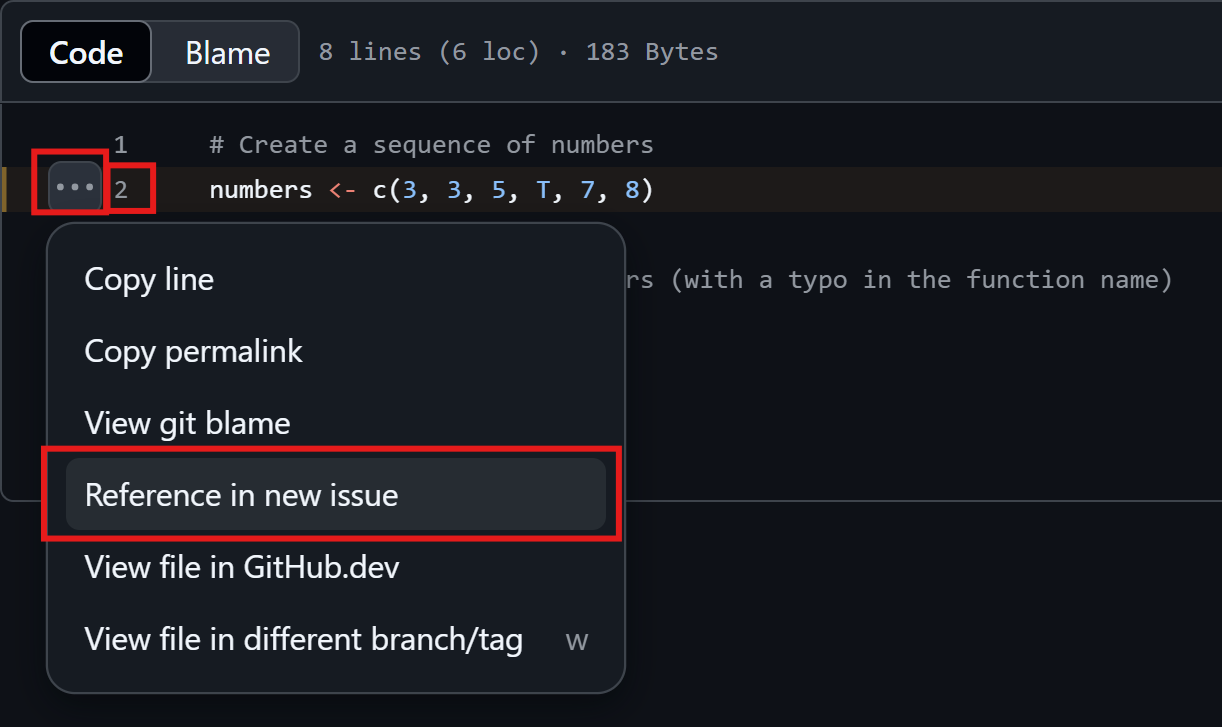 Code Blame 8 lines (6 loc) · 183 Bytes
1 # Create a sequence of numbers
2 numbers <- c(3, 3, 5, T, 7, 8)
Copy line
rs (with a typo in the function name)
Copy permalink
View git blame
Reference in new issue
View file in GitHub.dev
View file in different branch/tag w